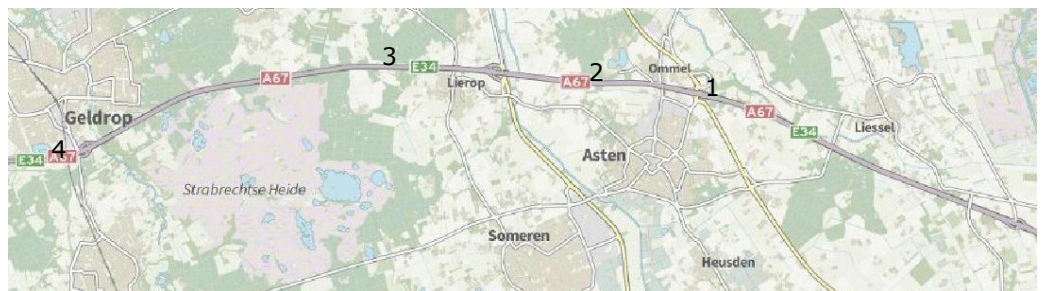 3
E34
2
Ommel
A67
Lierop
A67
1
A67
Geldrop
E34
Liessel
4
E34
A67
Asten
Strabrechtse Heide
Someren
Heusden